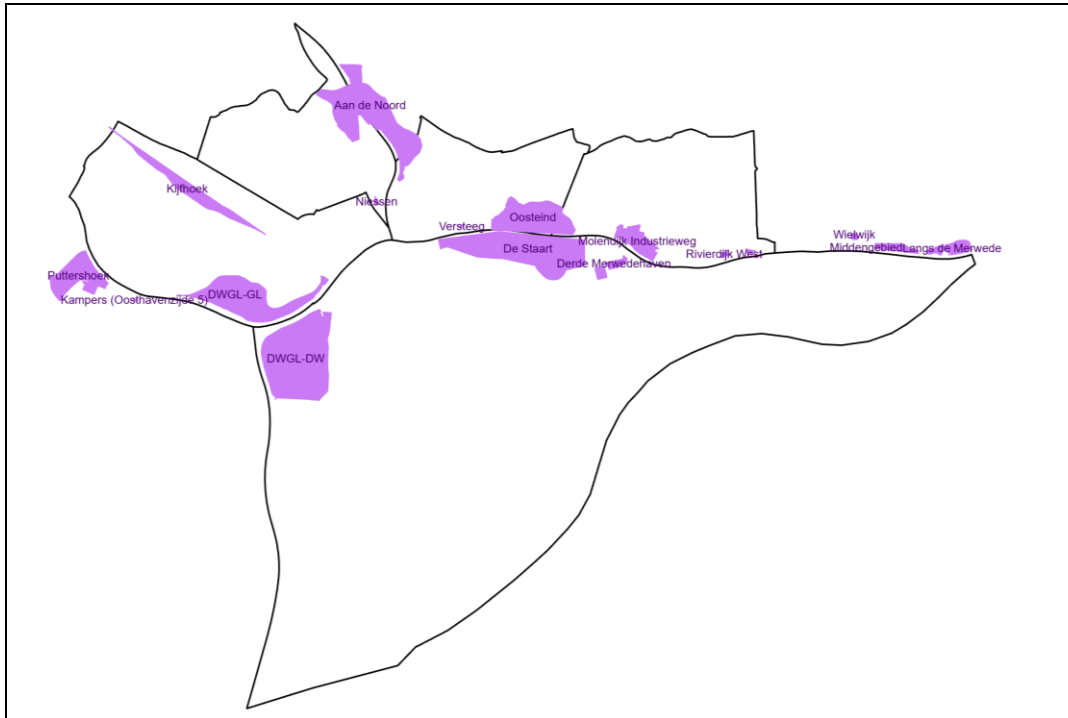 Aan de Noord
Kijfhoek
Niessen
Versteeg
Oosteind
De Staart
Molendijk Industrieweg
Derde Merwedehaven
Rivierdijk West
Wielwijk
Middengebied
Langs de Merwede
Puttershoek
Kampers (Oosthavenzijde 5)
DWGL-GL
DWGL-DW